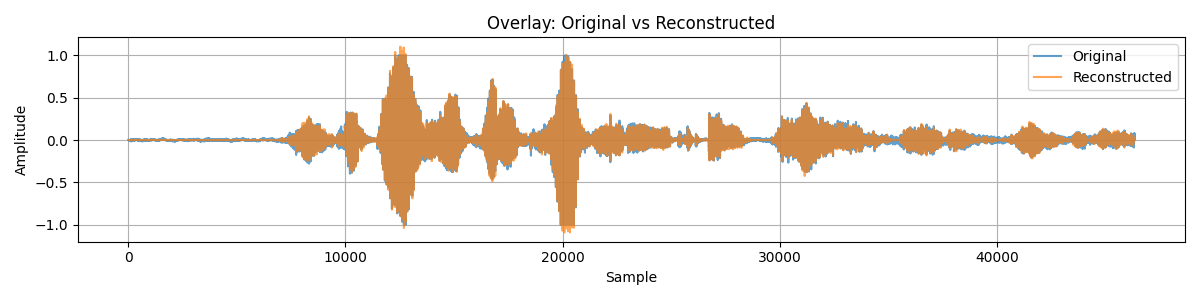 Overlay: Original vs Reconstructed
Original
Reconstructed
Amplitude
1.0
0.5
0.0
−0.5
−1.0
0
10000
20000
30000
40000
Sample